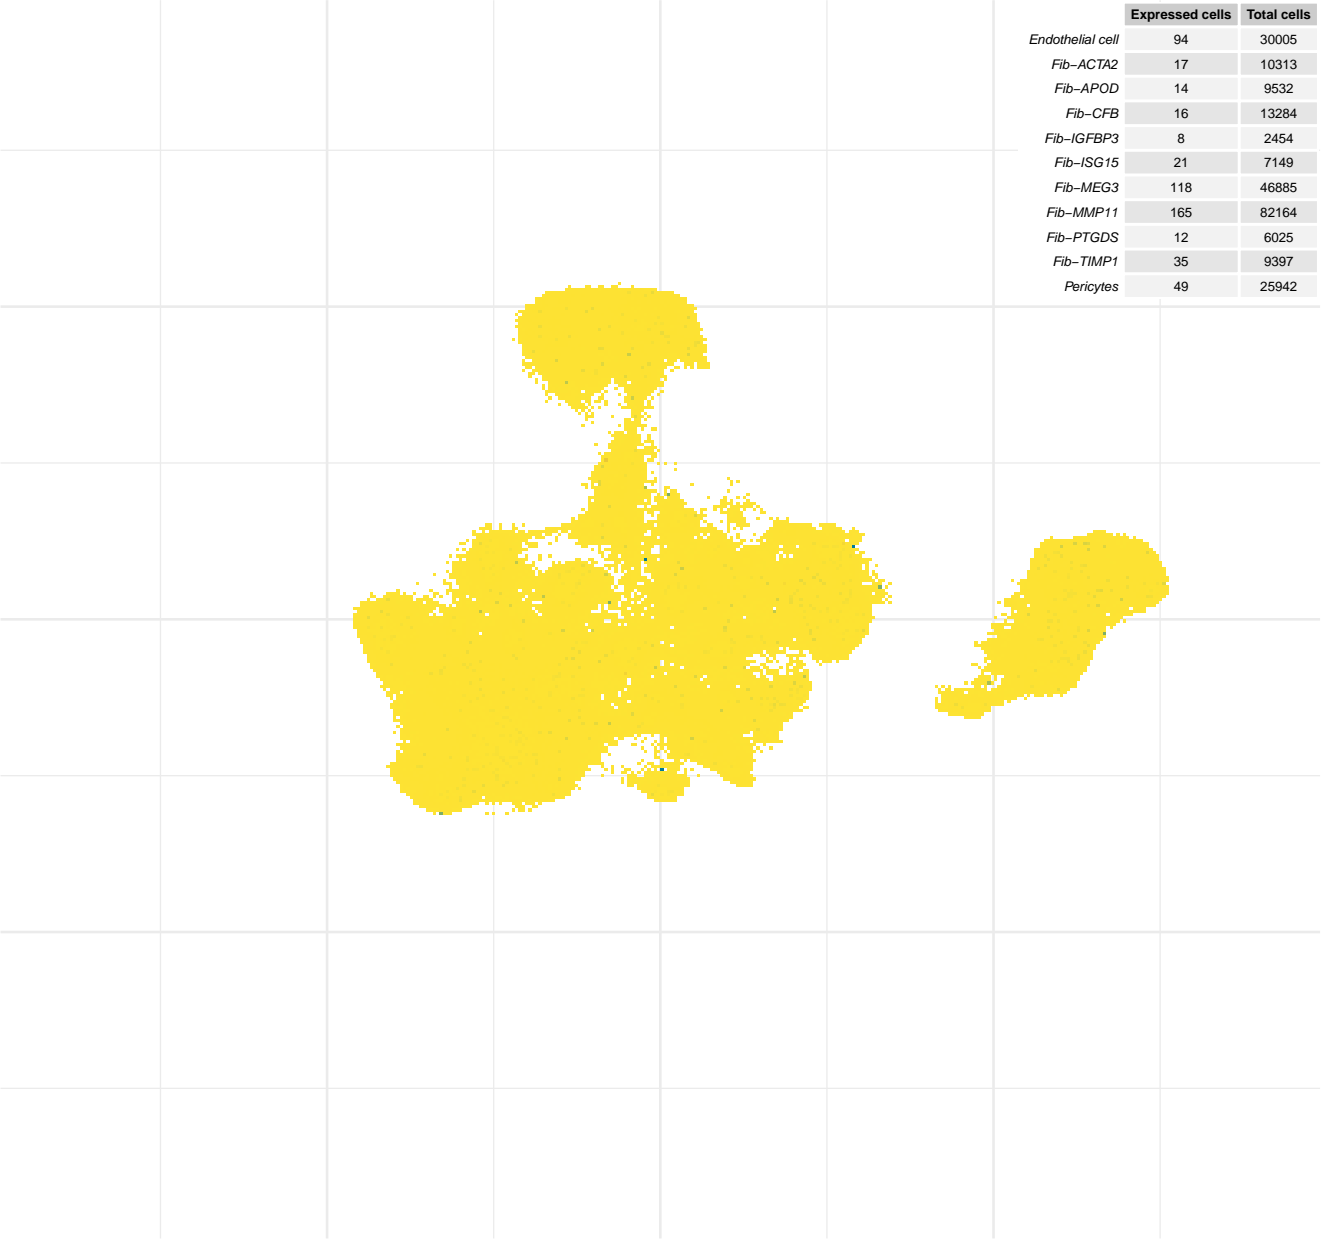 Expressed cells Total cells
Endothelial cell 94 30005
Fib−ACTA2 17 10313
Fib−APOD 14 9532
Fib−CFB 16 13284
Fib−IGFBP3 8 2454
Fib−ISG15 21 7149
Fib−MEG3 118 46885
Fib−MMP11 165 82164
Fib−PTGDS 12 6025
Fib−TIMP1 35 9397
Pericytes 49 25942